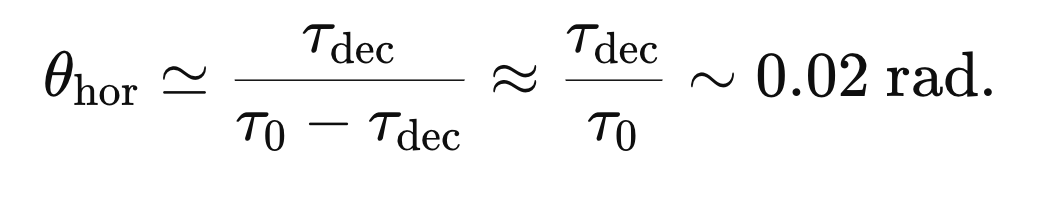 θ_hor ≃ τ_dec / (τ_0 − τ_dec) ≈ τ_dec / τ_0 ∼ 0.02 rad.